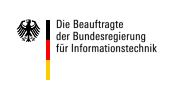 Die Beauftragte
der Bundesregierung
für Informationstechnik